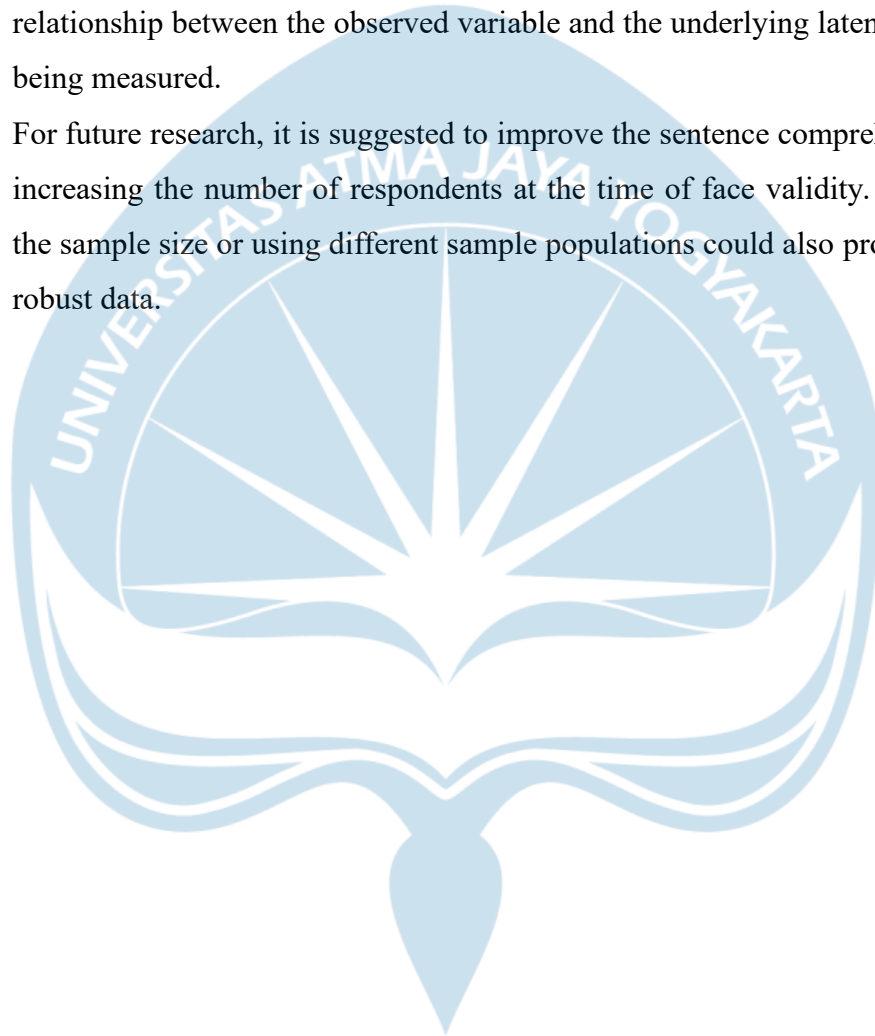 relationship between the observed variable and the underlying laten
being measured.
For future research, it is suggested to improve the sentence compre
increasing the number of respondents at the time of face validity.
the sample size or using different sample populations could also pro
robust data.
UNIVERSITAS ATMA JAYA YOGYAKARTA